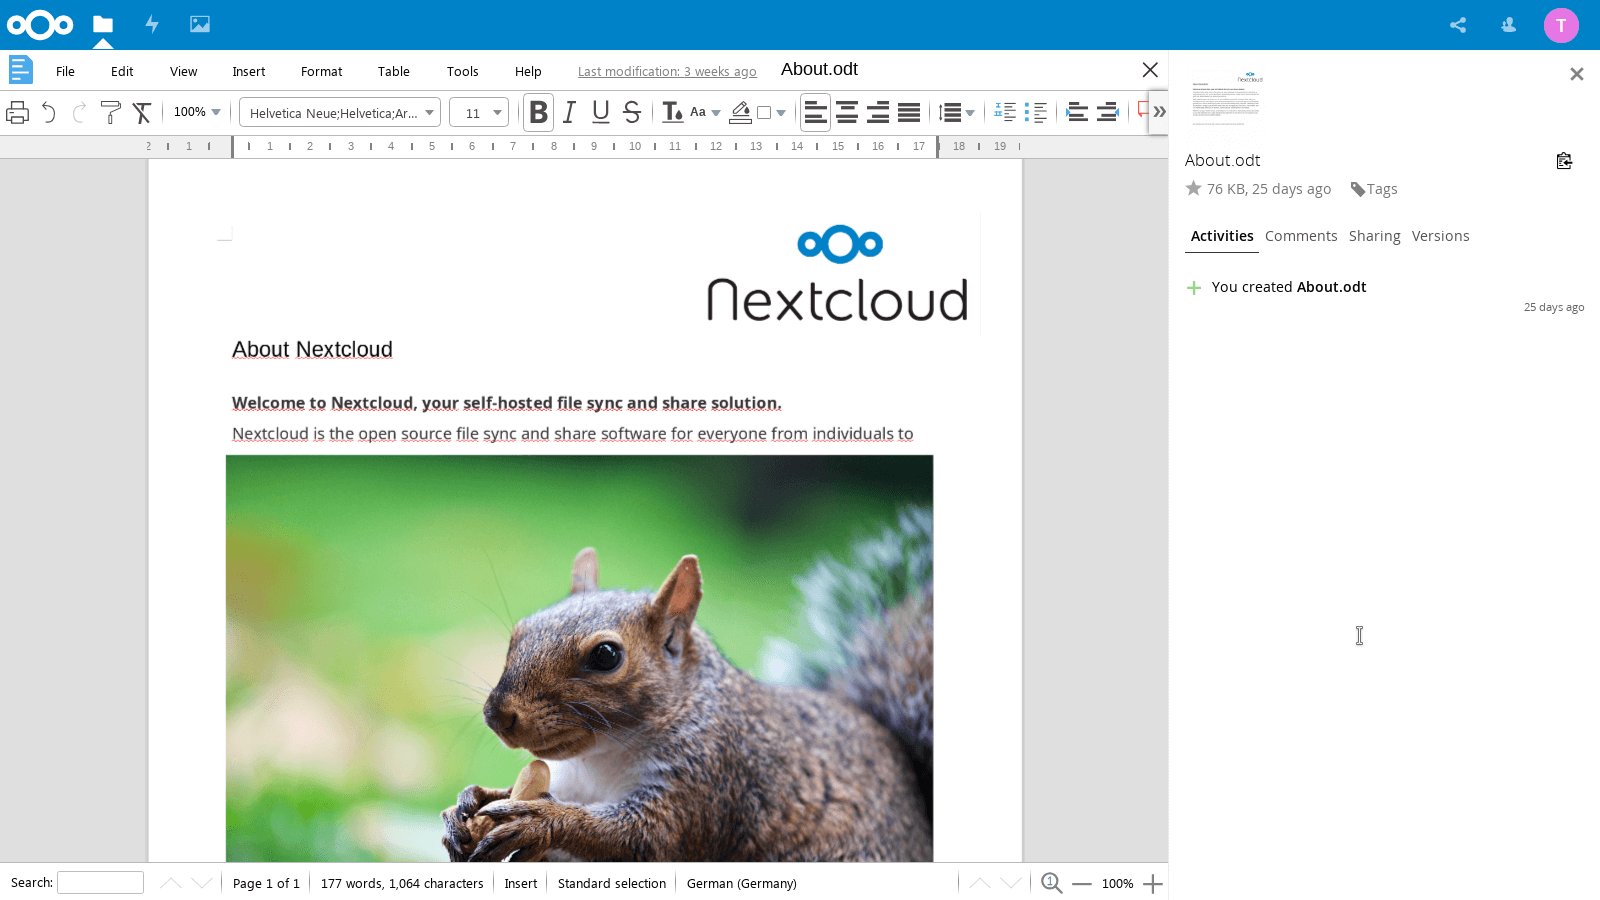 T
File Edit View Insert Format Table Tools Help Last modification: 3 weeks ago About.odt
100% Helvetica Neue;Helvetica;Ar... 11 B I U S T Aa
2 1 1 2 3 4 5 6 7 8 9 10 11 12 13 14 15 16 17 18 19
Nextcloud
About Nextcloud
Welcome to Nextcloud, your self-hosted file sync and share solution.
Nextcloud is the open source file sync and share software for everyone from individuals to
About.odt
76 KB, 25 days ago Tags
Activities Comments Sharing Versions
You created About.odt
25 days ago
Search: Page 1 of 1 177 words, 1,064 characters Insert Standard selection German (Germany) 1 100%